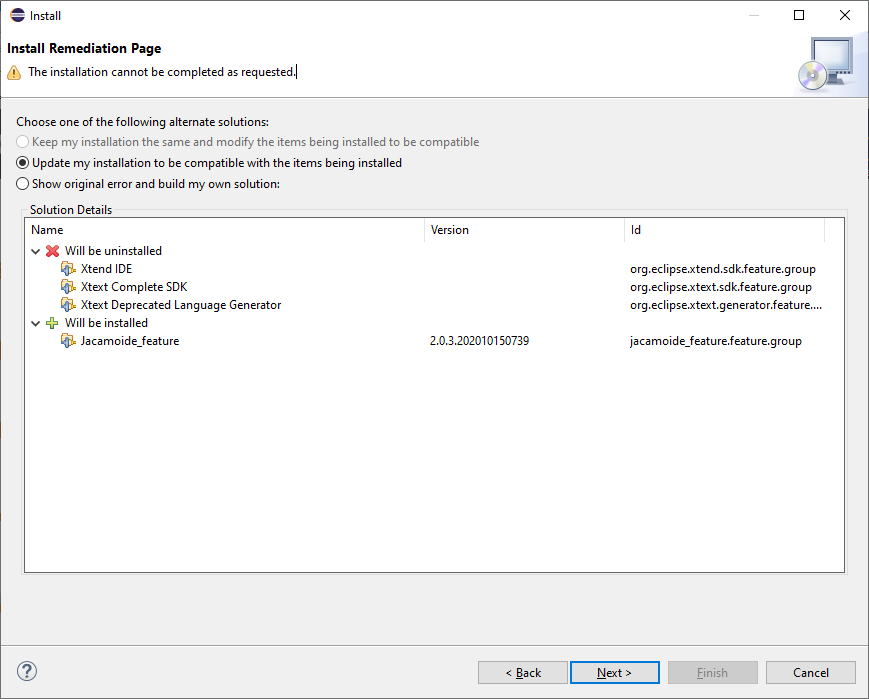 Install
Install Remediation Page
The installation cannot be completed as requested.
Choose one of the following alternate solutions:
Keep my installation the same and modify the items being installed to be compatible
Update my installation to be compatible with the items being installed
Show original error and build my own solution:
Solution Details
Name Version Id
Will be uninstalled
Xtend IDE org.eclipse.xtend.sdk.feature.group
Xtext Complete SDK org.eclipse.xtext.sdk.feature.group
Xtext Deprecated Language Generator org.eclipse.xtext.generator.feature....
Will be installed
Jacamoide_feature 2.0.3.202010150739 jacamoide_feature.feature.group
? < Back Next > Finish Cancel